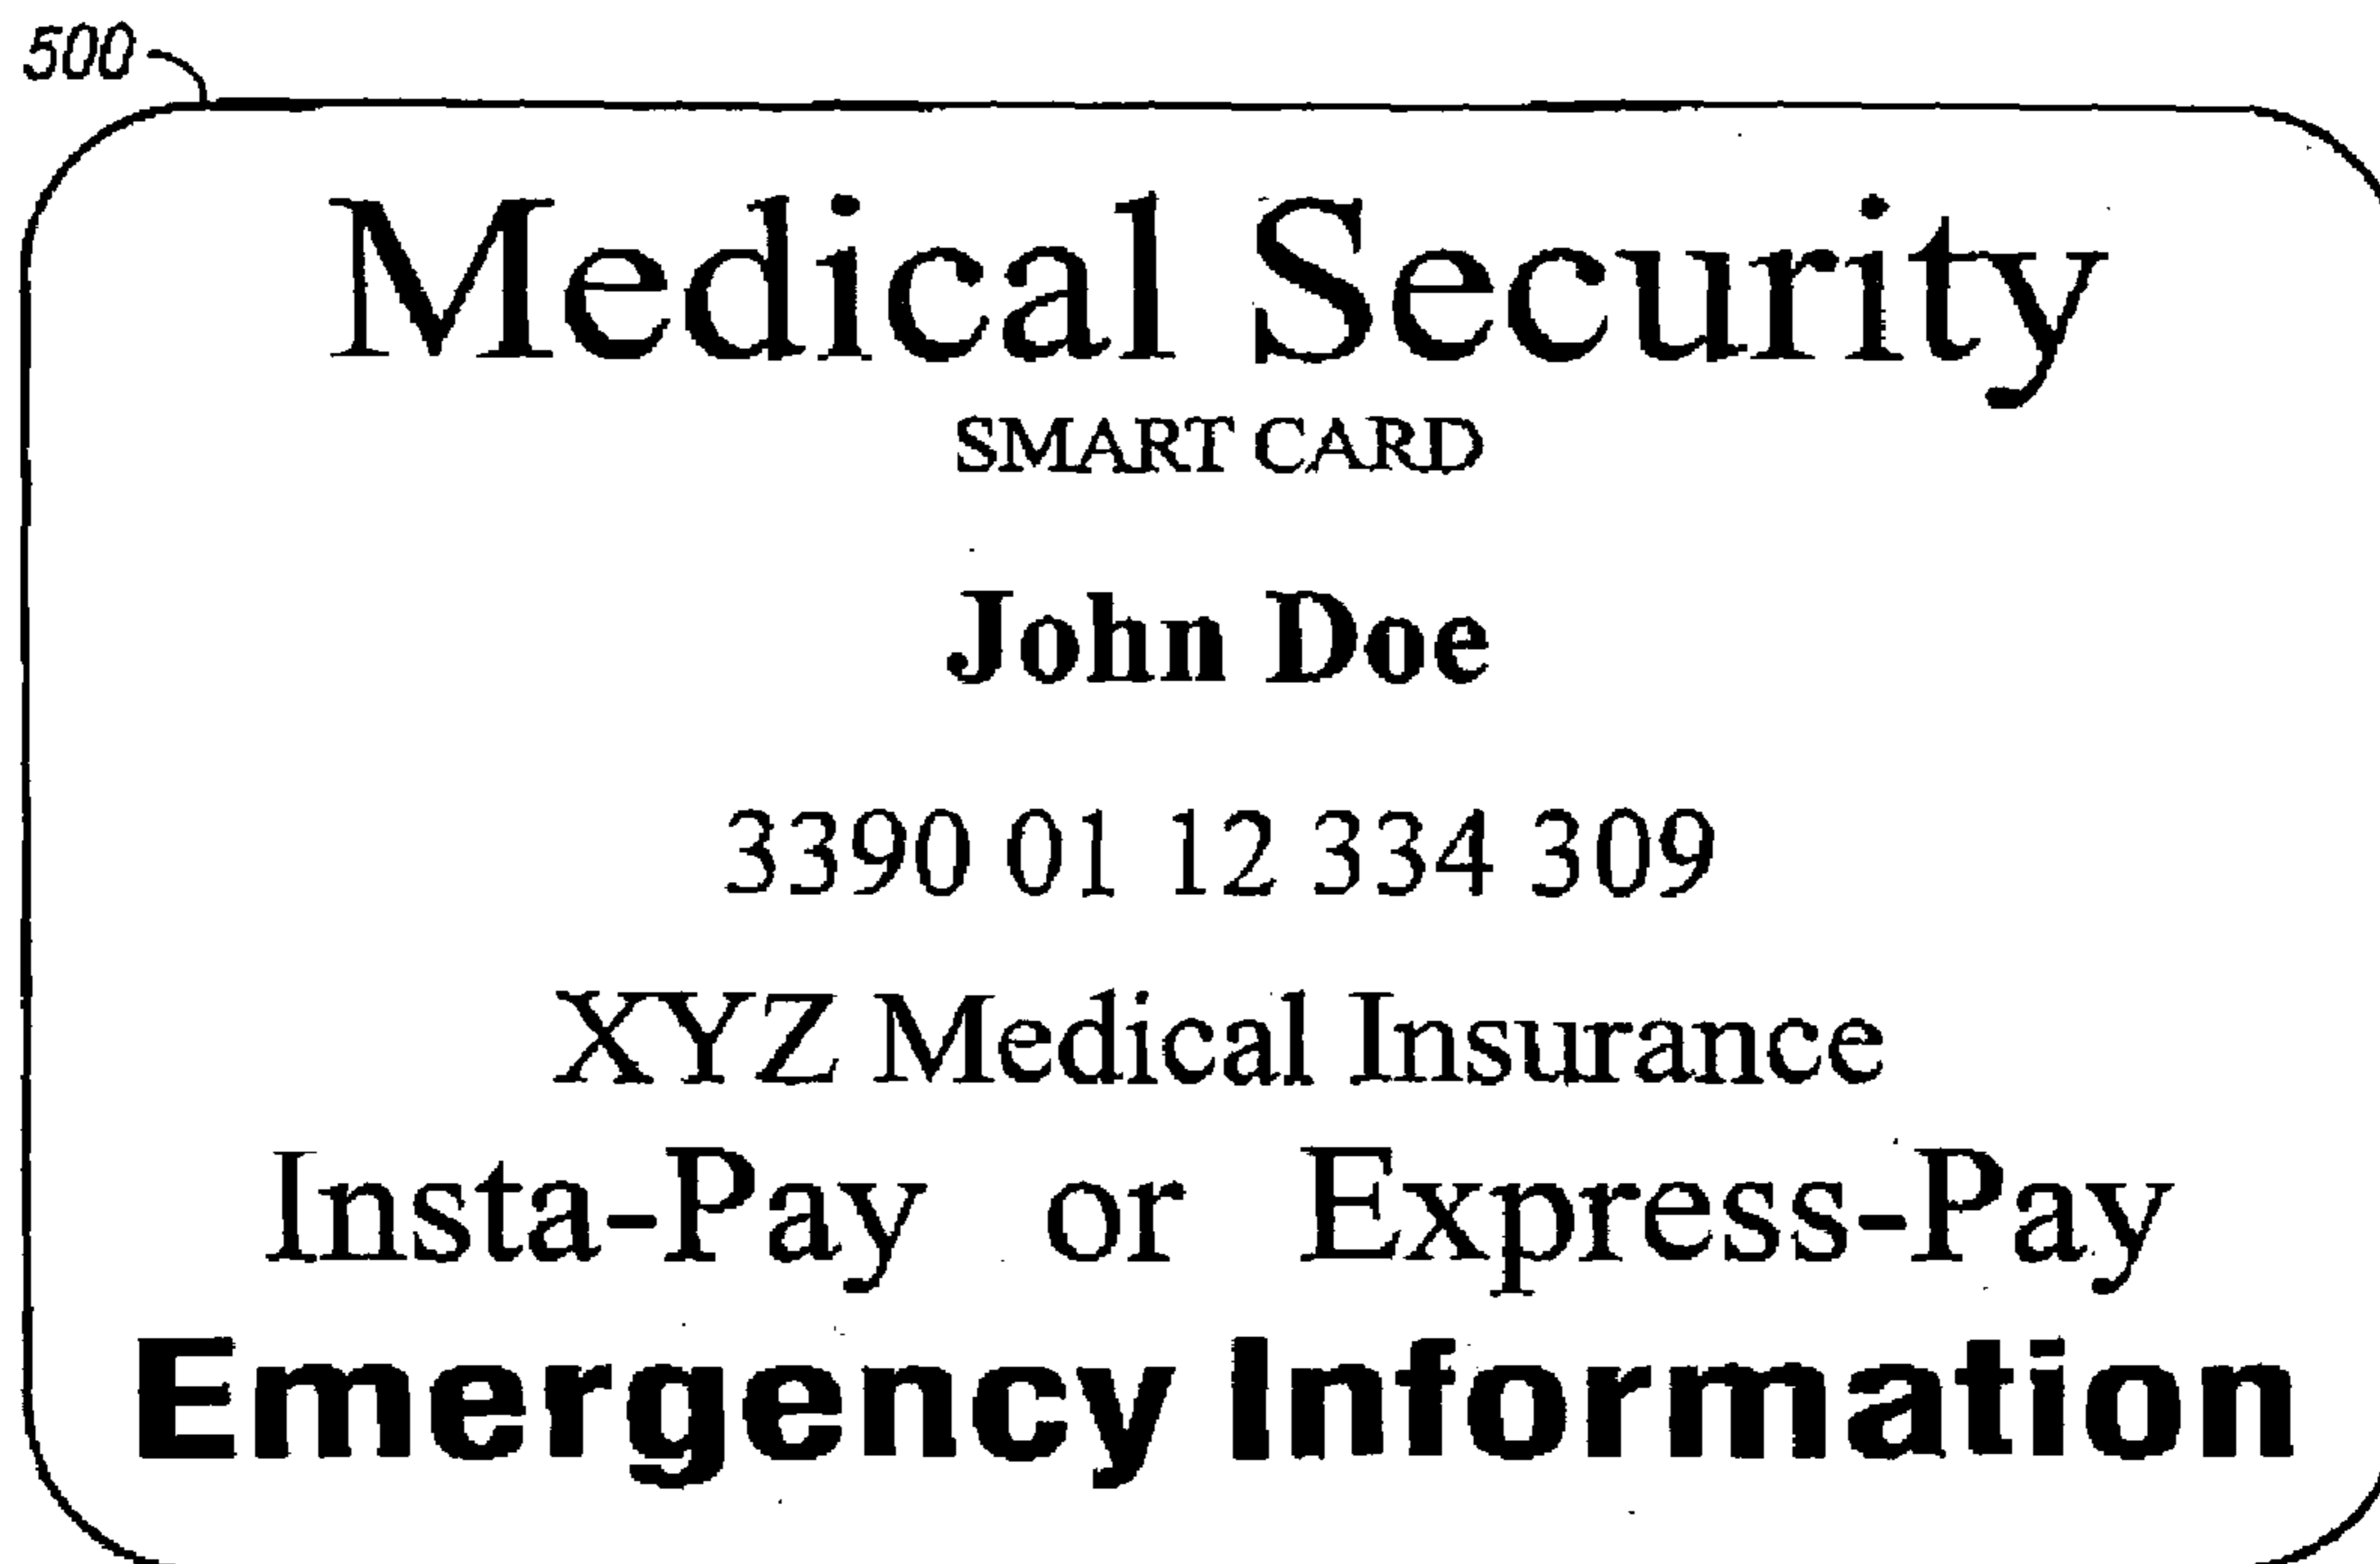 500
Medical Security
SMART CARD
John Doe
3390 01 12 334 309
XYZ Medical Insurance
Insta-Pay or Express-Pay
Emergency Information